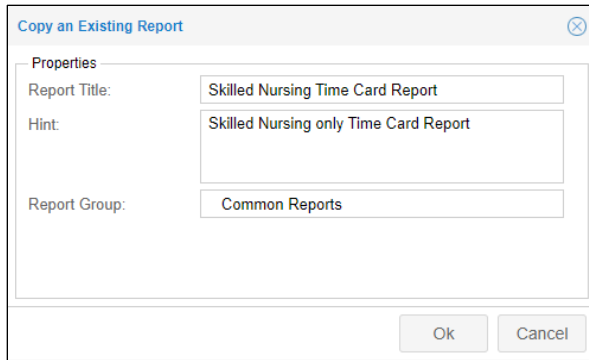 Copy an Existing Report
Properties
Report Title: Skilled Nursing Time Card Report
Hint: Skilled Nursing only Time Card Report
Report Group: Common Reports
Ok Cancel